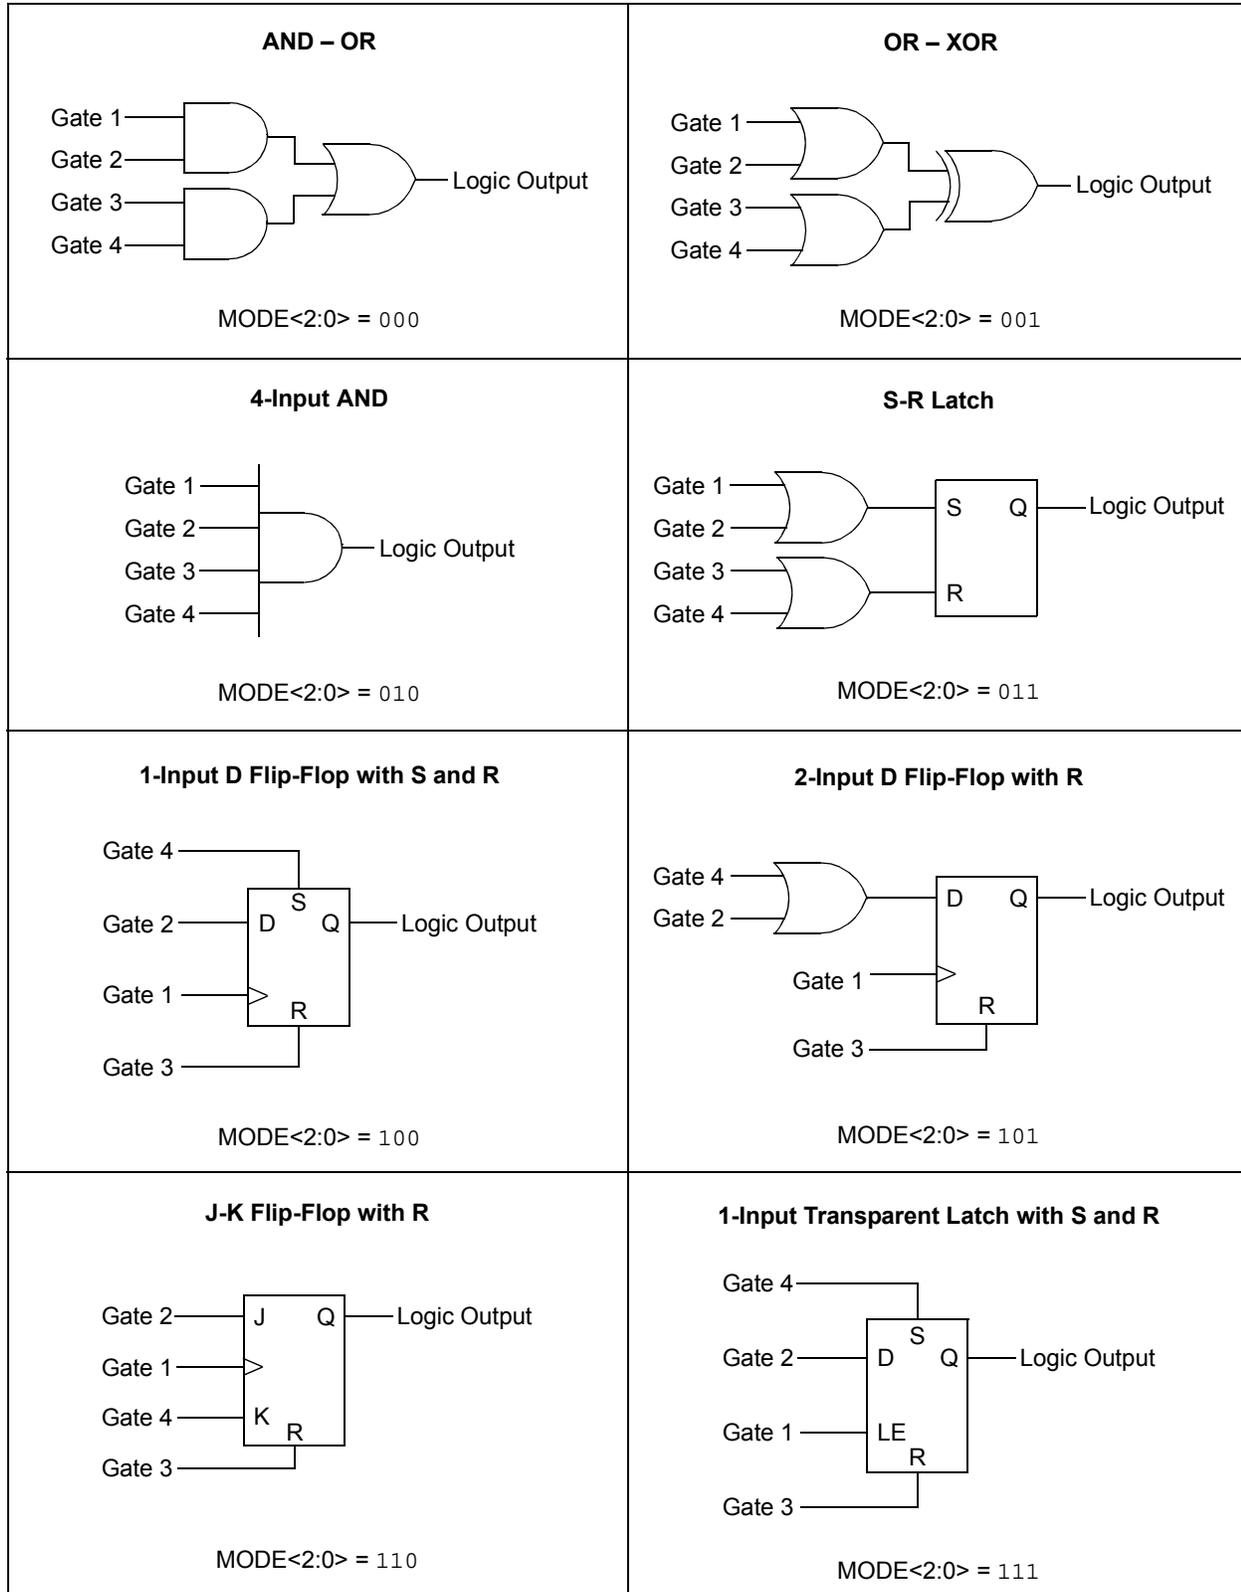 AND – OR
Gate 1
Gate 2
Gate 3
Gate 4
Logic Output
MODE<2:0> = 000
OR – XOR
Gate 1
Gate 2
Gate 3
Gate 4
Logic Output
MODE<2:0> = 001
4-Input AND
Gate 1
Gate 2
Gate 3
Gate 4
Logic Output
MODE<2:0> = 010
S-R Latch
Gate 1
Gate 2
Gate 3
Gate 4
S Q
R
Logic Output
MODE<2:0> = 011
1-Input D Flip-Flop with S and R
Gate 4
S
Gate 2
D Q
Logic Output
Gate 1
R
Gate 3
MODE<2:0> = 100
2-Input D Flip-Flop with R
Gate 4
Gate 2
D Q
Logic Output
Gate 1
R
Gate 3
MODE<2:0> = 101
J-K Flip-Flop with R
Gate 2
J Q
Logic Output
Gate 1
Gate 4
K
R
Gate 3
MODE<2:0> = 110
1-Input Transparent Latch with S and R
Gate 4
S
Gate 2
D Q
Logic Output
Gate 1
LE
R
Gate 3
MODE<2:0> = 111